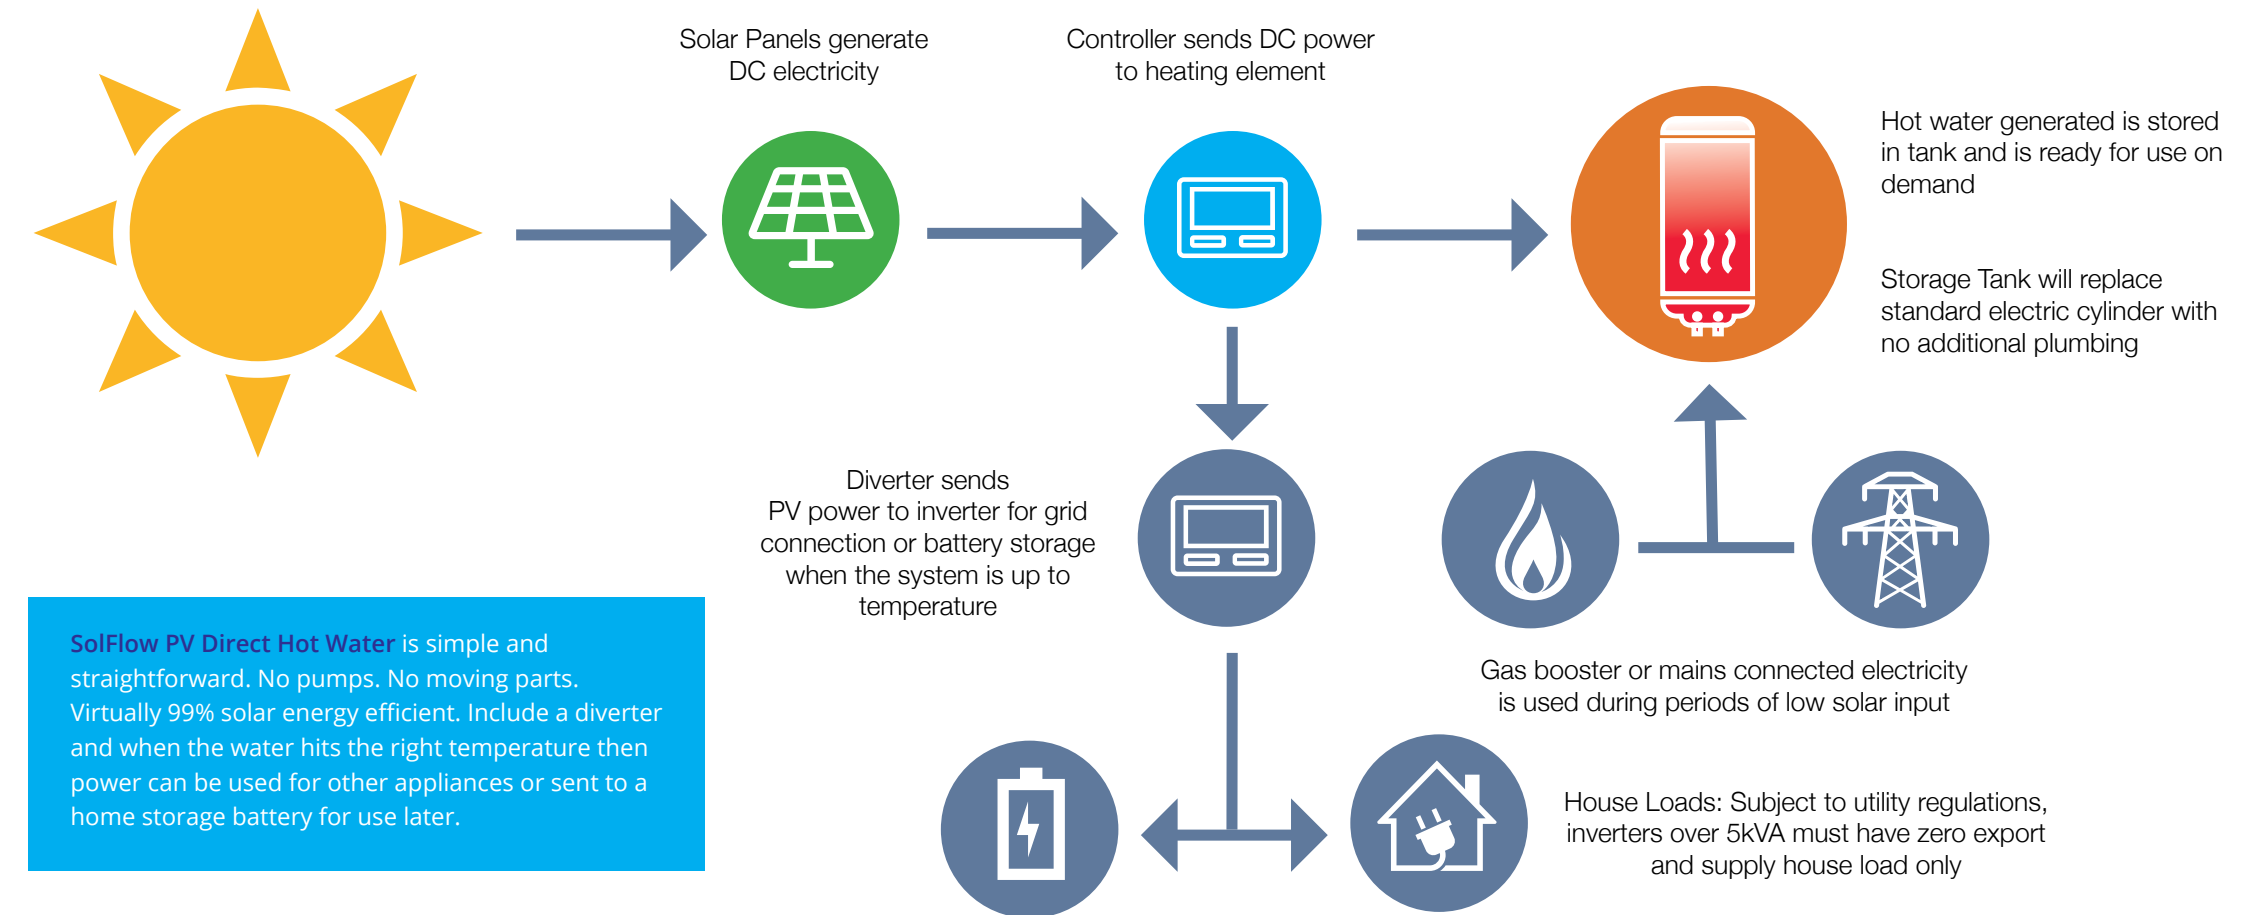 Solar Panels generate
DC electricity
Controller sends DC power
to heating element
Hot water generated is stored
in tank and is ready for use on
demand
Storage Tank will replace
standard electric cylinder with
no additional plumbing
Diverter sends
PV power to inverter for grid
connection or battery storage
when the system is up to
temperature
SolFlow PV Direct Hot Water is simple and
straightforward. No pumps. No moving parts.
Virtually 99% solar energy efficient. Include a diverter
and when the water hits the right temperature then
power can be used for other appliances or sent to a
home storage battery for use later.
Gas booster or mains connected electricity
is used during periods of low solar input
House Loads: Subject to utility regulations,
inverters over 5kVA must have zero export
and supply house load only